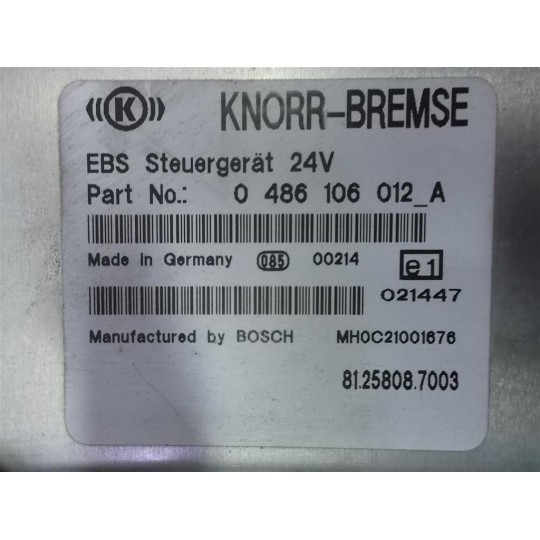 ((K)) KNORR-BREMSE
EBS Steuergerät 24V
Part No.: 0 486 106 012_A
Made in Germany 085 00214 e1
021447
Manufactured by BOSCH MH0C21001676
81.25808.7003